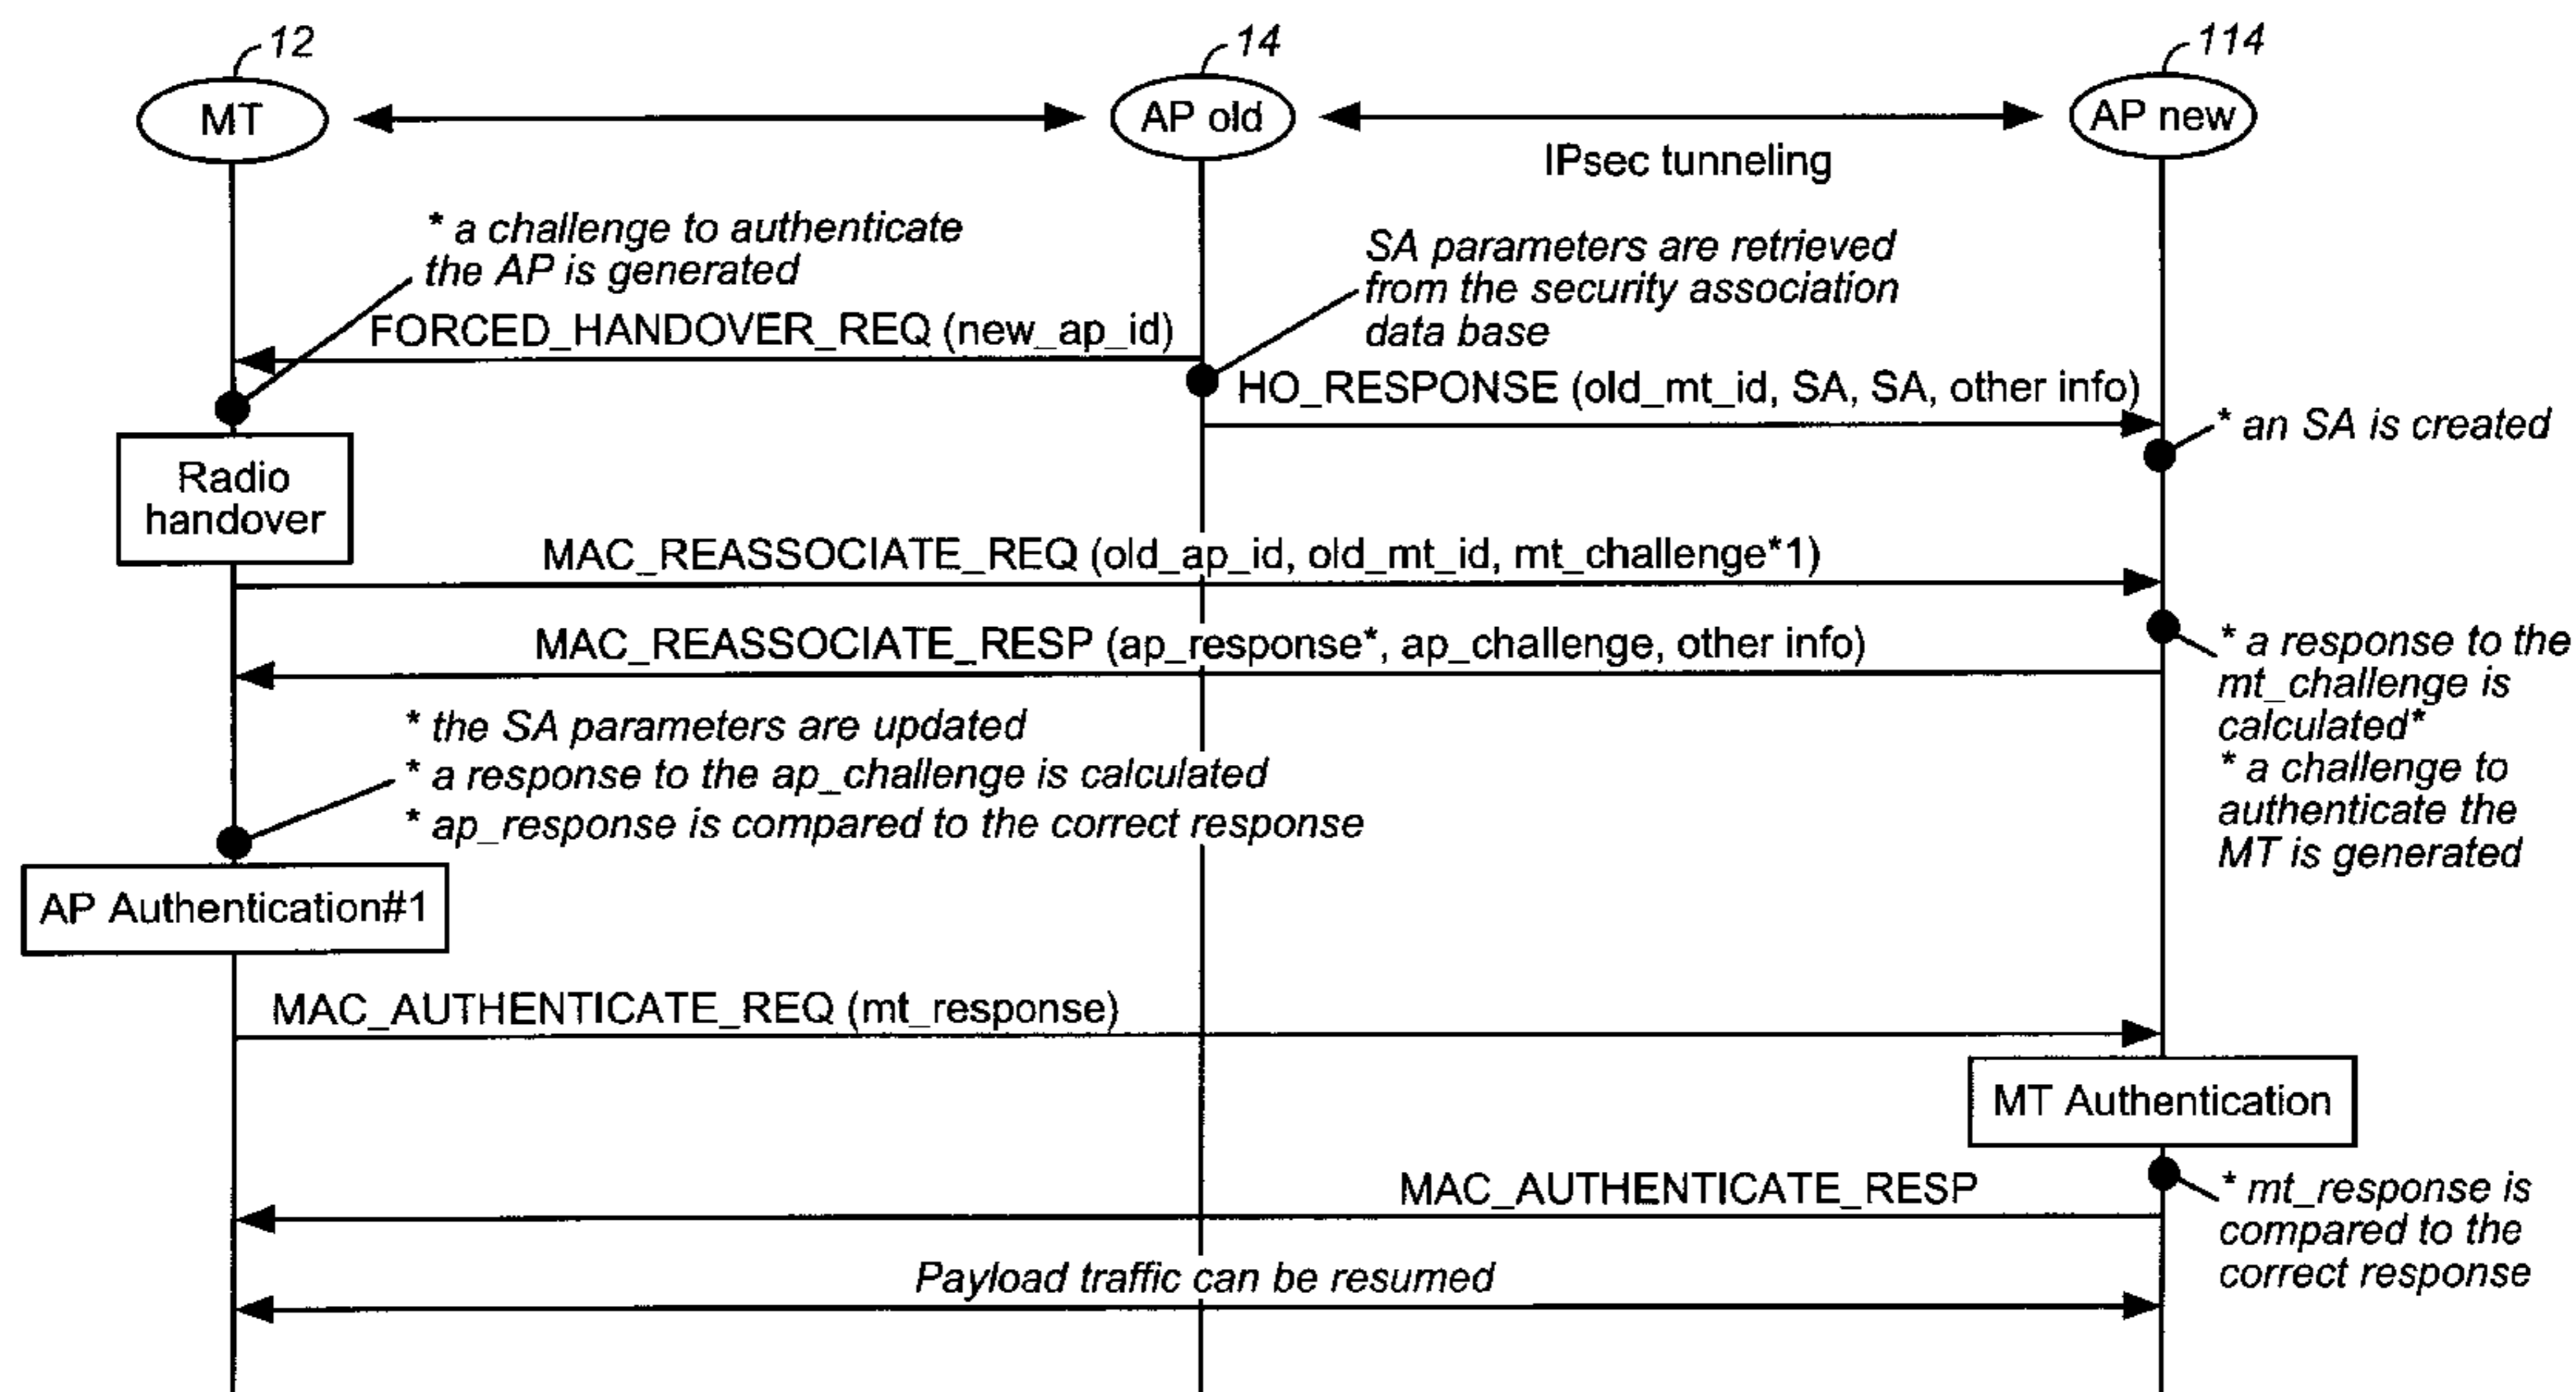 12
14
114
MT
AP old
AP new
IPsec tunneling
* a challenge to authenticate
the AP is generated
SA parameters are retrieved
from the security association
data base
FORCED_HANDOVER_REQ (new_ap_id)
HO_RESPONSE (old_mt_id, SA, SA, other info)
* an SA is created
Radio
handover
MAC_REASSOCIATE_REQ (old_ap_id, old_mt_id, mt_challenge*1)
MAC_REASSOCIATE_RESP (ap_response*, ap_challenge, other info)
* a response to the
mt_challenge is
calculated*
* a challenge to
authenticate the
MT is generated
* the SA parameters are updated
* a response to the ap_challenge is calculated
* ap_response is compared to the correct response
AP Authentication#1
MAC_AUTHENTICATE_REQ (mt_response)
MT Authentication
MAC_AUTHENTICATE_RESP
* mt_response is
compared to the
correct response
Payload traffic can be resumed